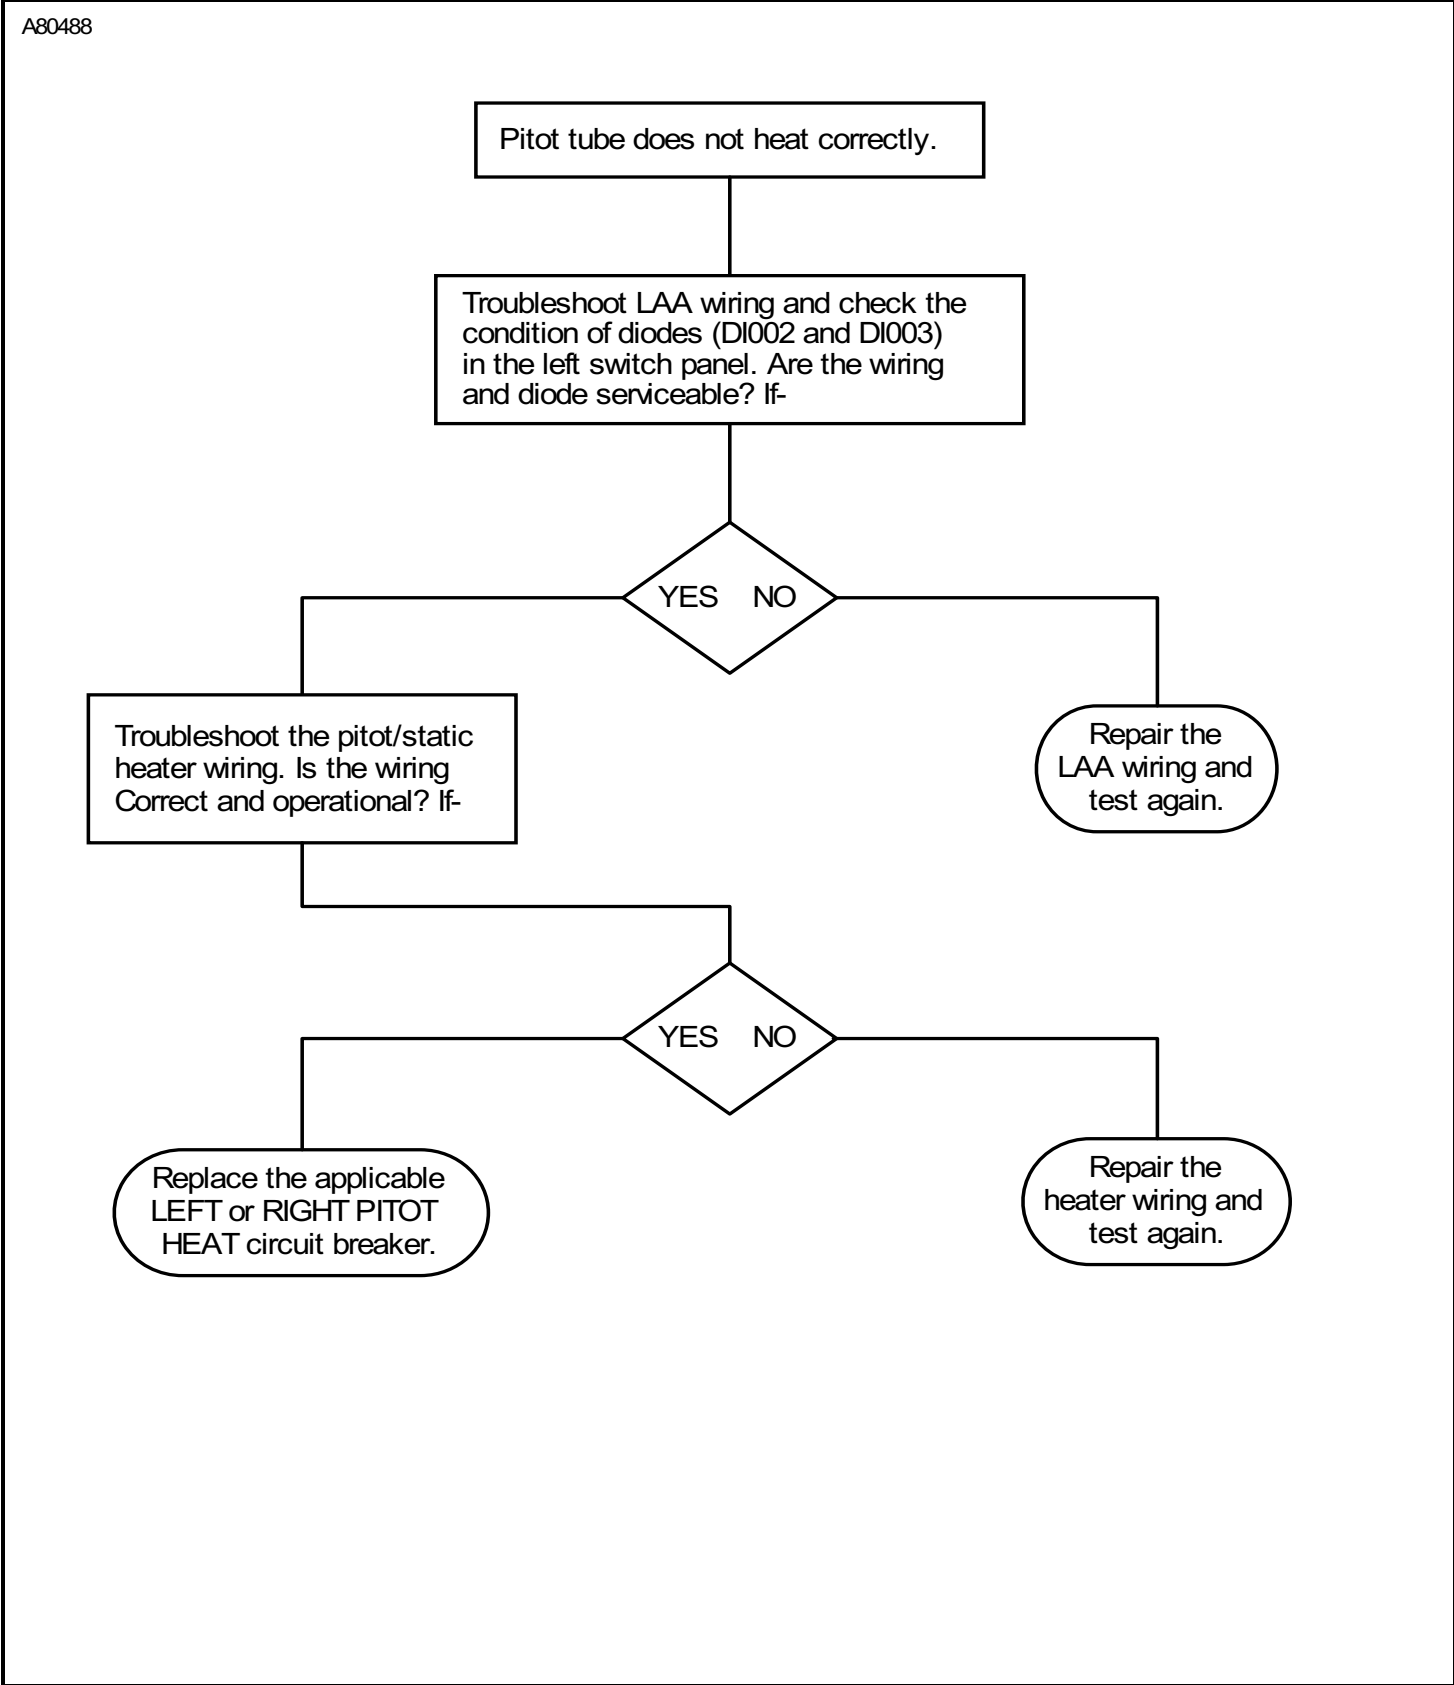 A80488
Pitot tube does not heat correctly.
Troubleshoot LAA wiring and check the
condition of diodes (DI002 and DI003)
in the left switch panel. Are the wiring
and diode serviceable? If-
YES NO
Troubleshoot the pitot/static
heater wiring. Is the wiring
Correct and operational? If-
Repair the
LAA wiring and
test again.
YES NO
Replace the applicable
LEFT or RIGHT PITOT
HEAT circuit breaker.
Repair the
heater wiring and
test again.